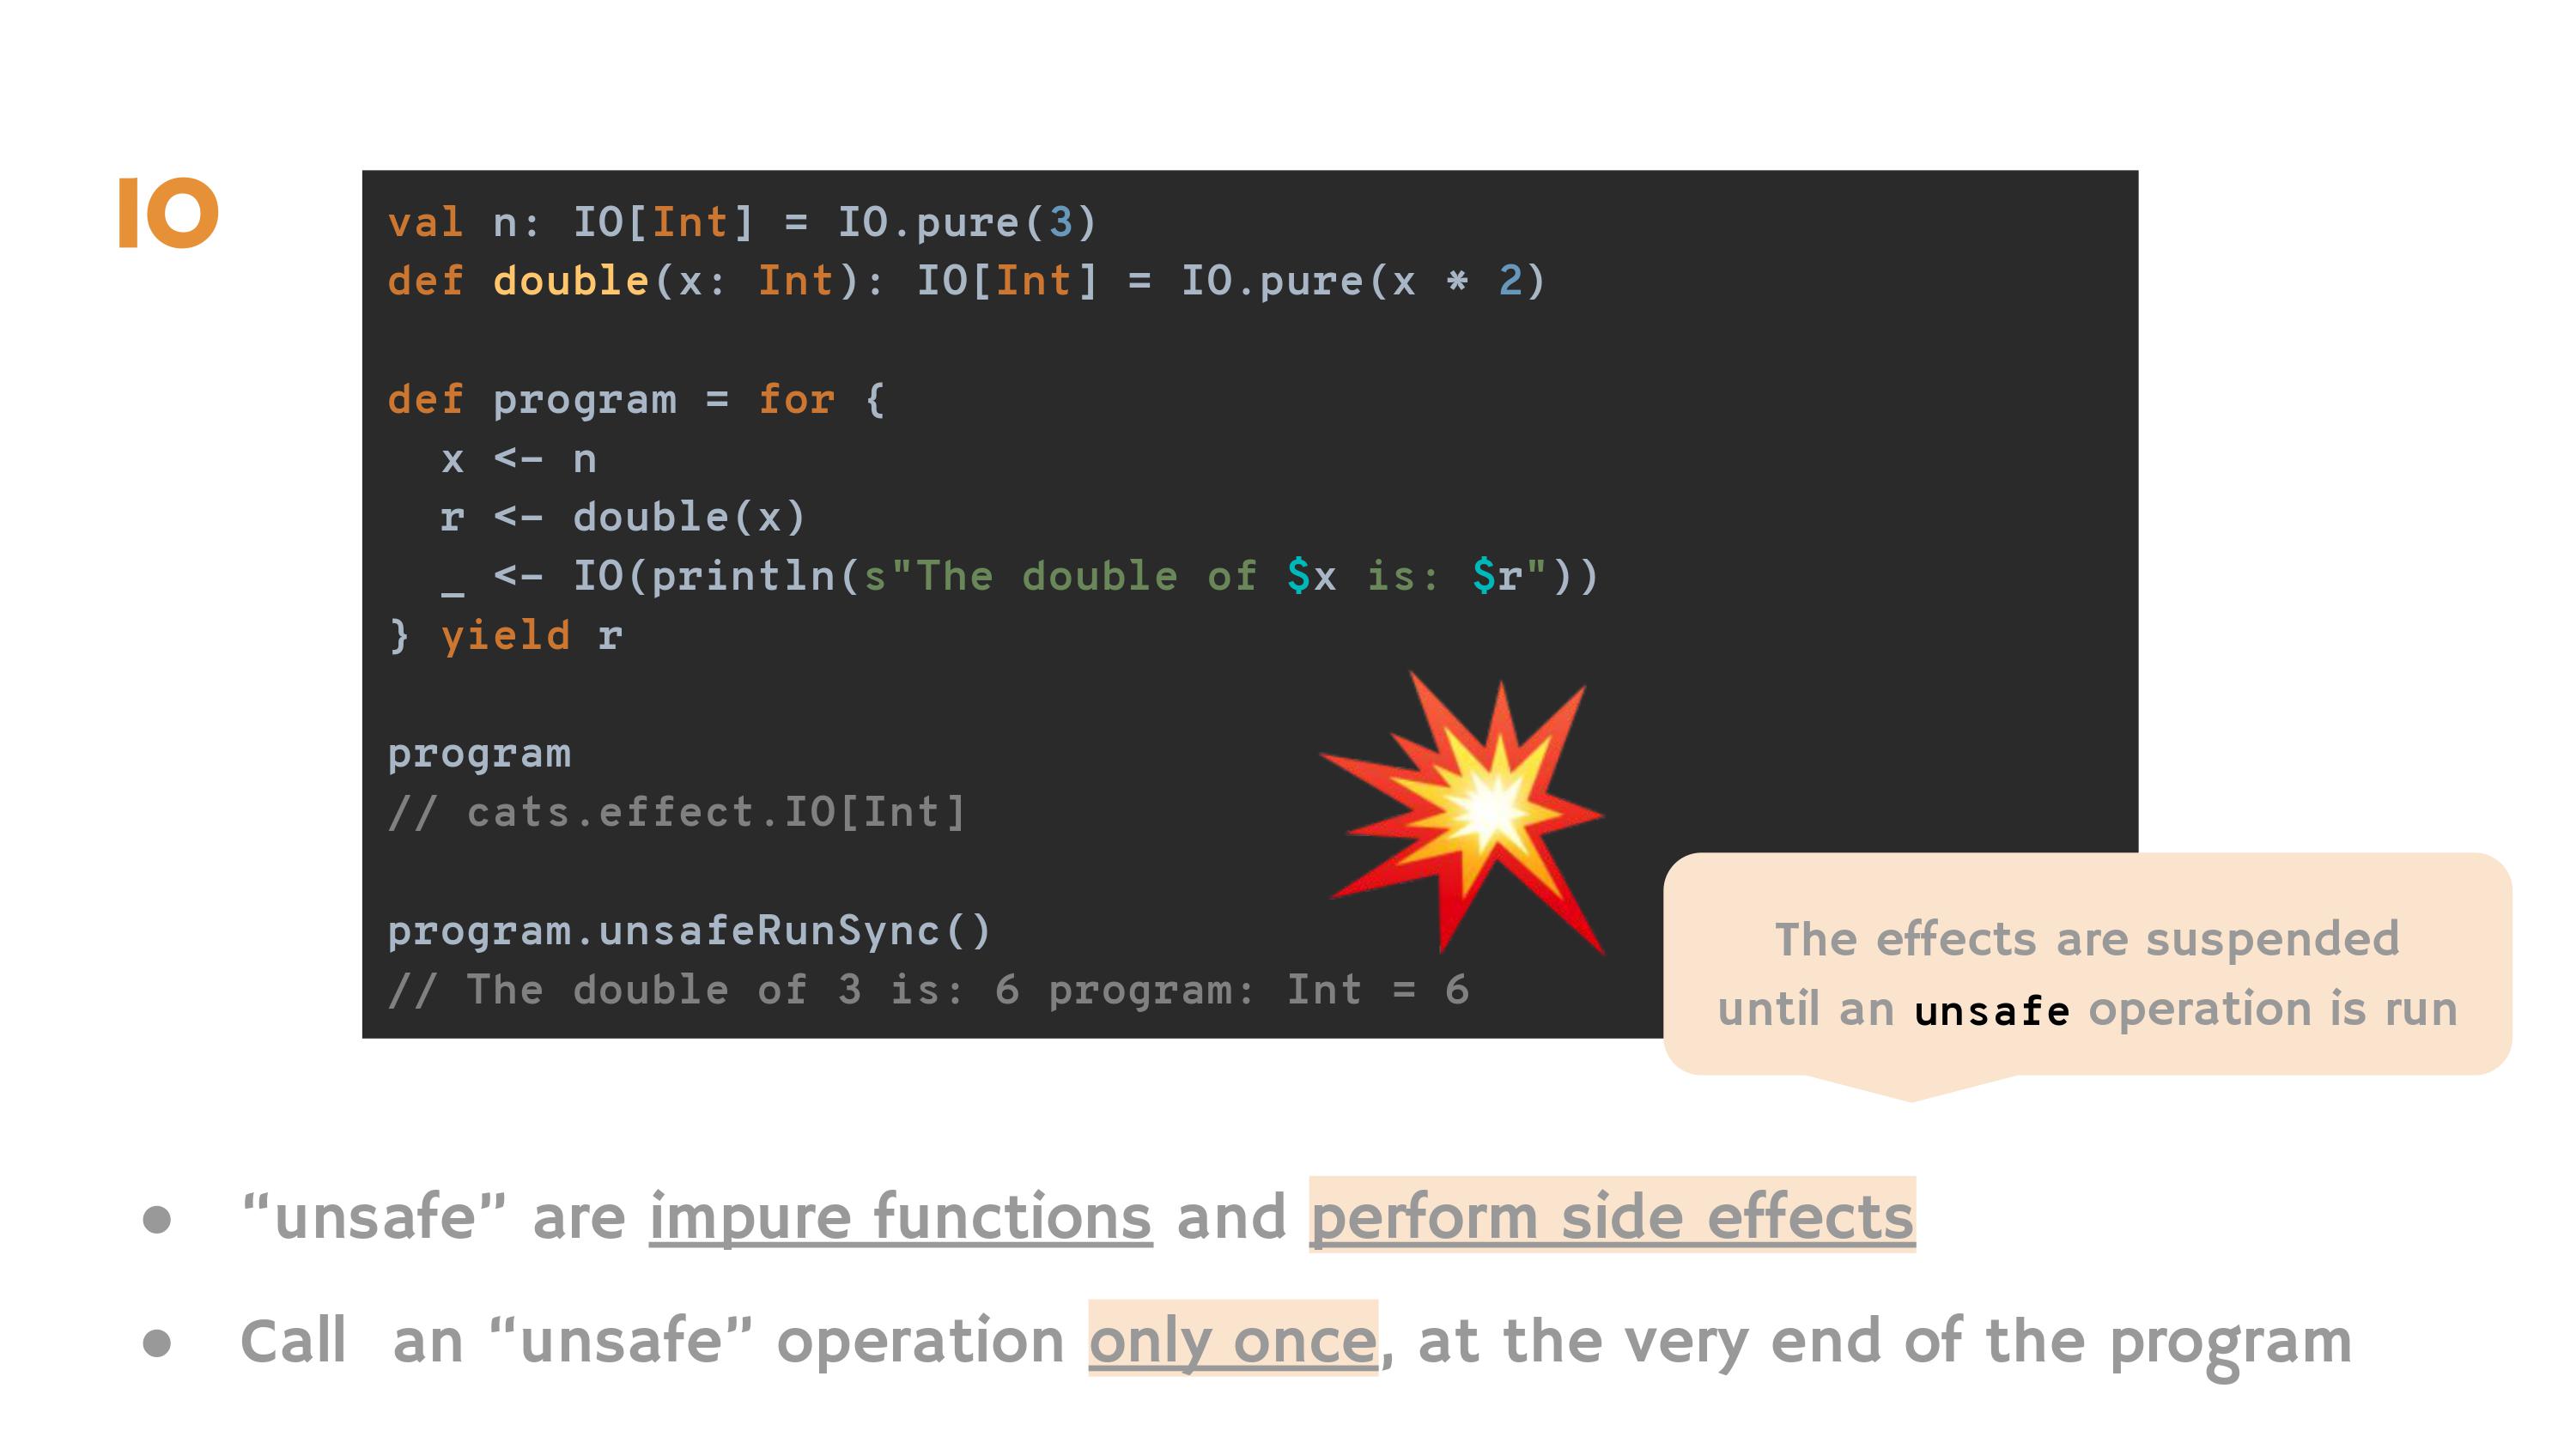 IO
val n: IO[Int] = IO.pure(3)
def double(x: Int): IO[Int] = IO.pure(x * 2)
def program = for {
  x <- n
  r <- double(x)
  _ <- IO(println(s"The double of $x is: $r"))
} yield r
program
// cats.effect.IO[Int]
program.unsafeRunSync()
// The double of 3 is: 6 program: Int = 6
The effects are suspended
until an unsafe operation is run
● “unsafe” are impure functions and perform side effects
● Call  an “unsafe” operation only once, at the very end of the program